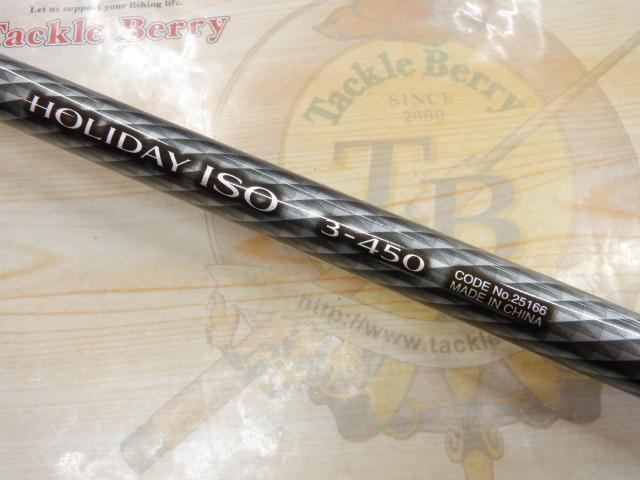 Let us support your fishing life.
Tackle Berry
Tackle Berry
SINCE
2000
TB
HOLIDAY ISO 3-450
CODE No.25166
MADE IN CHINA
http://www.tackle